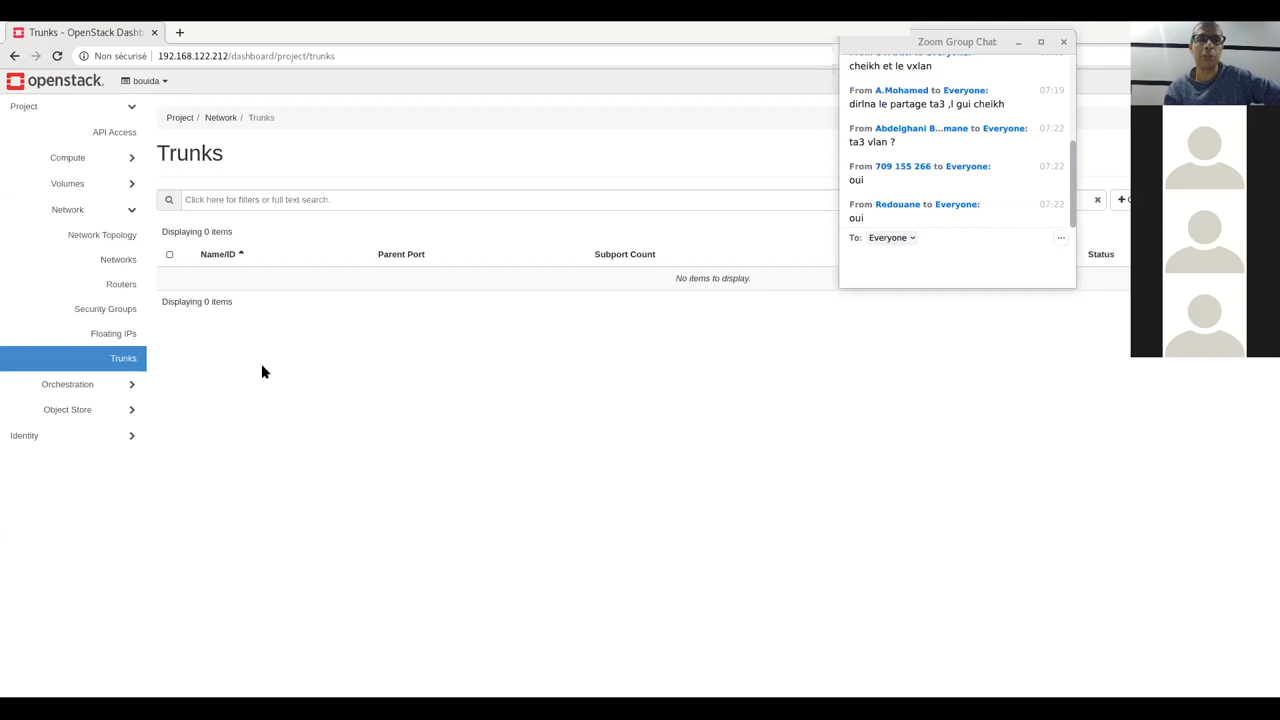 Trunks - OpenStack Dashb
Non sécurisé
192.168.122.212/dashboard/project/trunks
openstack.
bouida
Project
API Access
Compute
Volumes
Network
Network Topology
Networks
Routers
Security Groups
Floating IPs
Trunks
Orchestration
Object Store
Identity
Project / Network / Trunks
Trunks
Click here for filters or full text search.
Displaying 0 items
Name/ID
Parent Port
Subport Count
Status
No items to display.
Displaying 0 items
Zoom Group Chat
cheikh et le vxlan
From A.Mohamed to Everyone: 07:19
dirlna le partage ta3 ,l gui cheikh
From Abdelghani B...mane to Everyone: 07:22
ta3 vlan ?
From 709 155 266 to Everyone: 07:22
oui
From Redouane to Everyone: 07:22
oui
To: Everyone